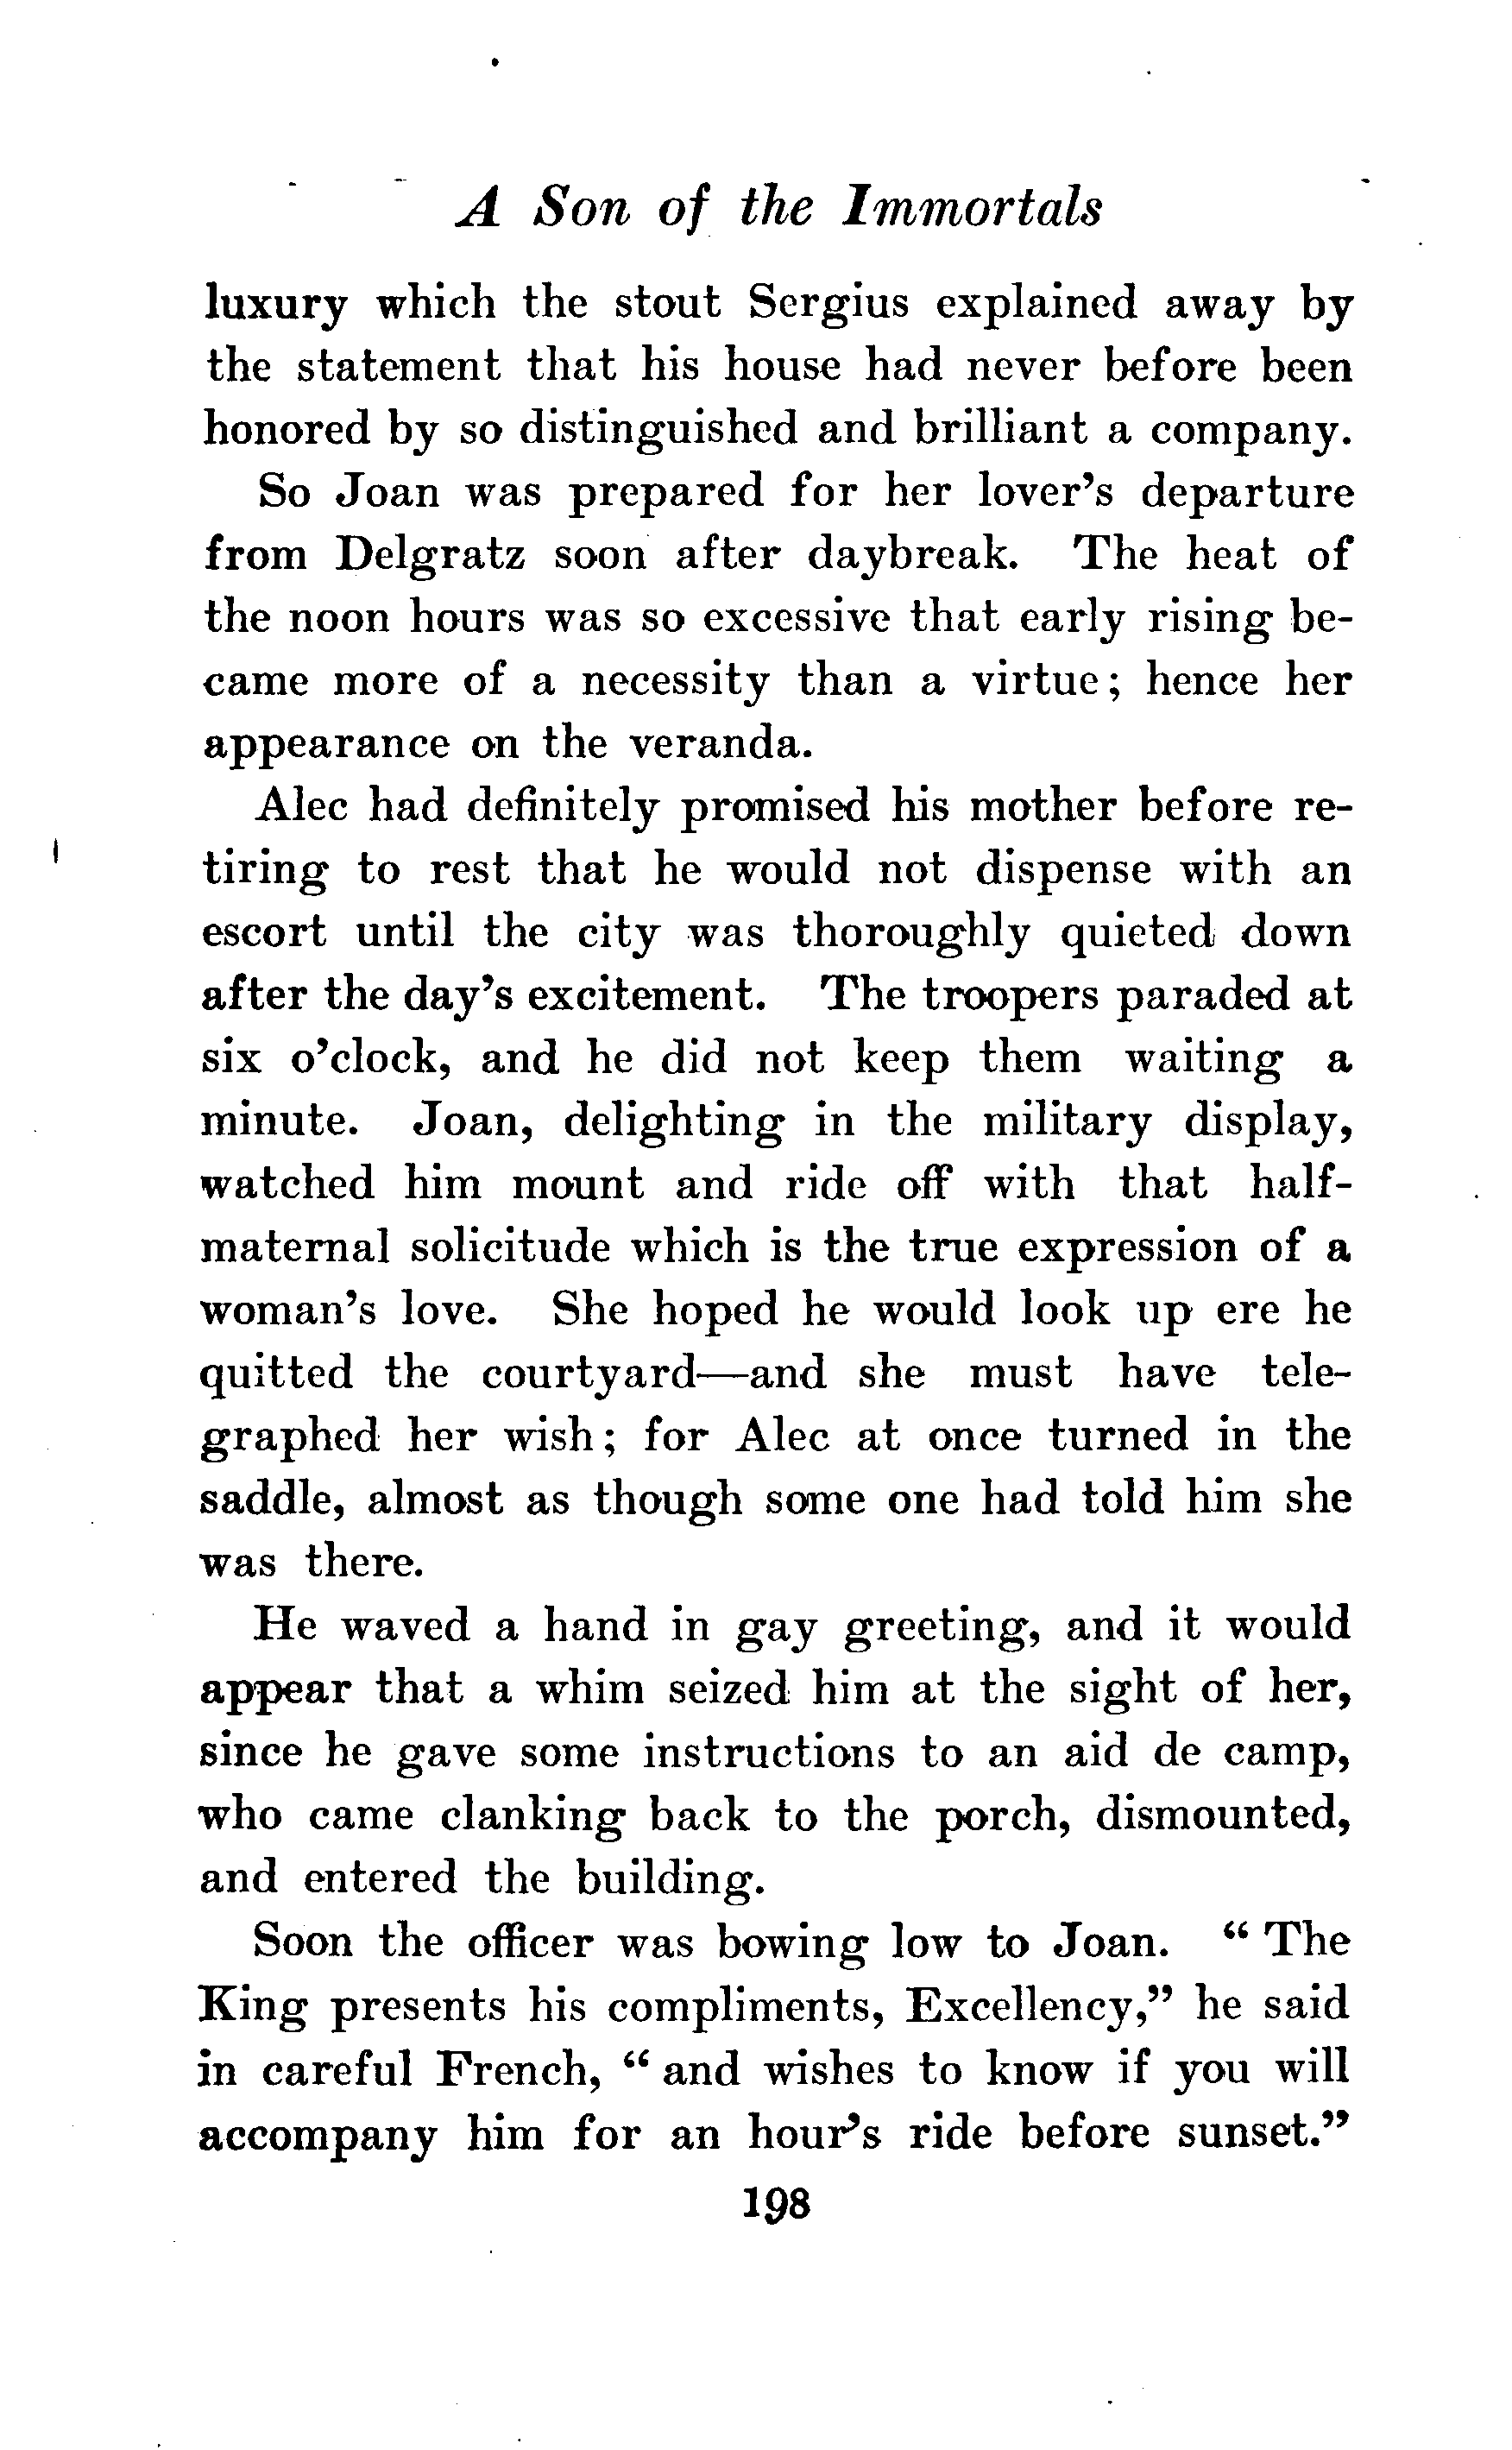 A Son of the Immortals
luxury which the stout Sergius explained away by
the statement that his house had never before been
honored by so distinguished and brilliant a company.
So Joan was prepared for her lover's departure
from Delgratz soon after daybreak. The heat of
the noon hours was so excessive that early rising be-
came more of a necessity than a virtue; hence her
appearance on the veranda.
Alec had definitely promised his mother before re-
tiring to rest that he would not dispense with an
escort until the city was thoroughly quieted down
after the day's excitement. The troopers paraded at
six o'clock, and he did not keep them waiting a
minute. Joan, delighting in the military display,
watched him mount and ride off with that half-
maternal solicitude which is the true expression of a
woman's love. She hoped he would look up ere he
quitted the courtyard—and she must have tele-
graphed her wish; for Alec at once turned in the
saddle, almost as though some one had told him she
was there.
He waved a hand in gay greeting, and it would
appear that a whim seized him at the sight of her,
since he gave some instructions to an aid de camp,
who came clanking back to the porch, dismounted,
and entered the building.
Soon the officer was bowing low to Joan. "The
King presents his compliments, Excellency," he said
in careful French, "and wishes to know if you will
accompany him for an hour's ride before sunset."
198